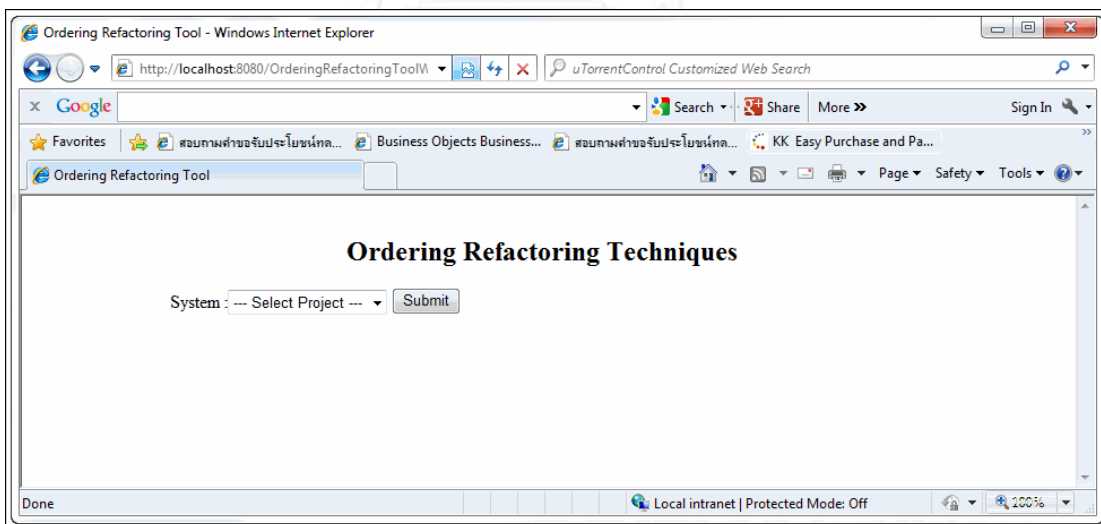 Ordering Refactoring Tool - Windows Internet Explorer
http://localhost:8080/OrderingRefactoringToolW uTorrentControl Customized Web Search
x Google Search Share More » Sign In
Favorites สอบถามคำขอรับประโยชน์ทด... Business Objects Business... สอบถามคำขอรับประโยชน์ทด... KK Easy Purchase and Pa... »
Ordering Refactoring Tool Page Safety Tools
Ordering Refactoring Techniques
System : --- Select Project --- Submit
Done Local intranet | Protected Mode: Off 100%